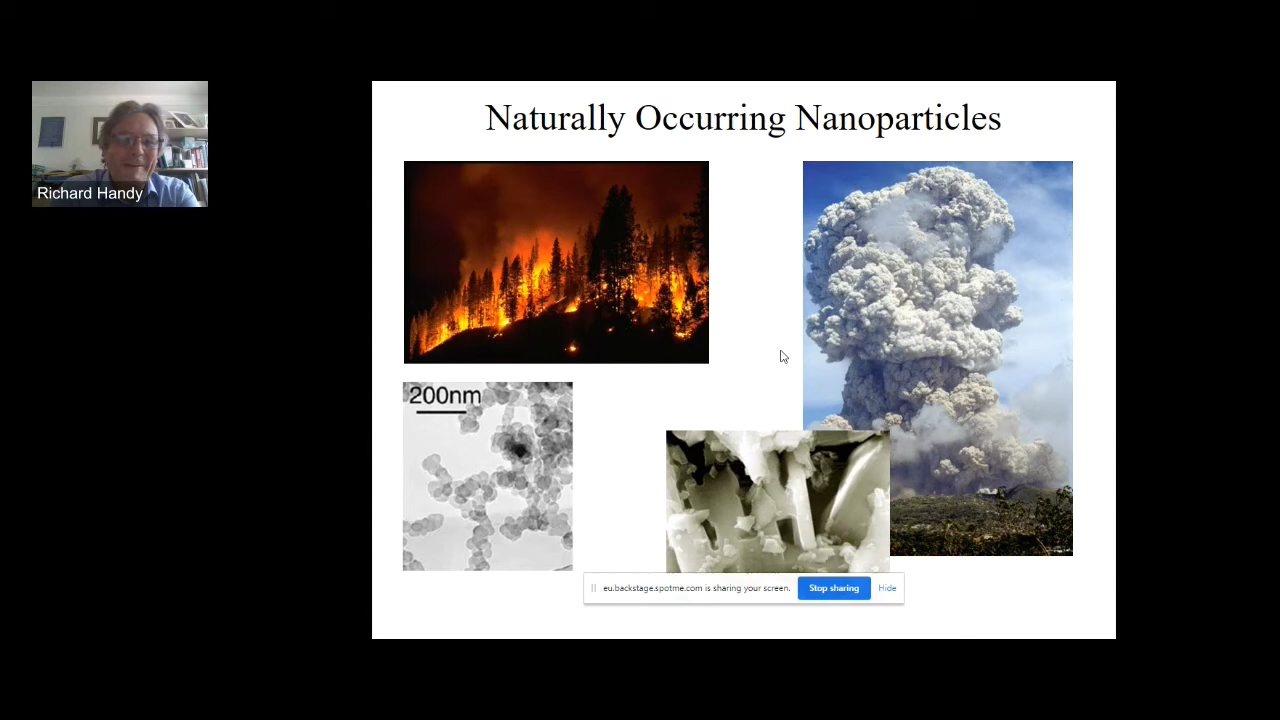 Naturally Occurring Nanoparticles
Richard Handy
200nm
eu.backstage.spotme.com is sharing your screen.
Stop sharing
Hide